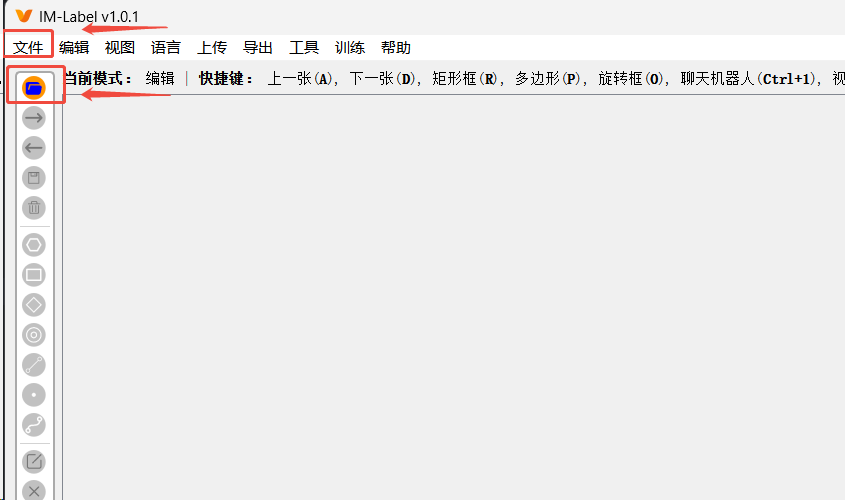 IM-Label v1.0.1
文件 编辑 视图 语言 上传 导出 工具 训练 帮助
当前模式: 编辑 | 快捷键: 上一张(A), 下一张(D), 矩形框(R), 多边形(P), 旋转框(O), 聊天机器人(Ctrl+1), 视